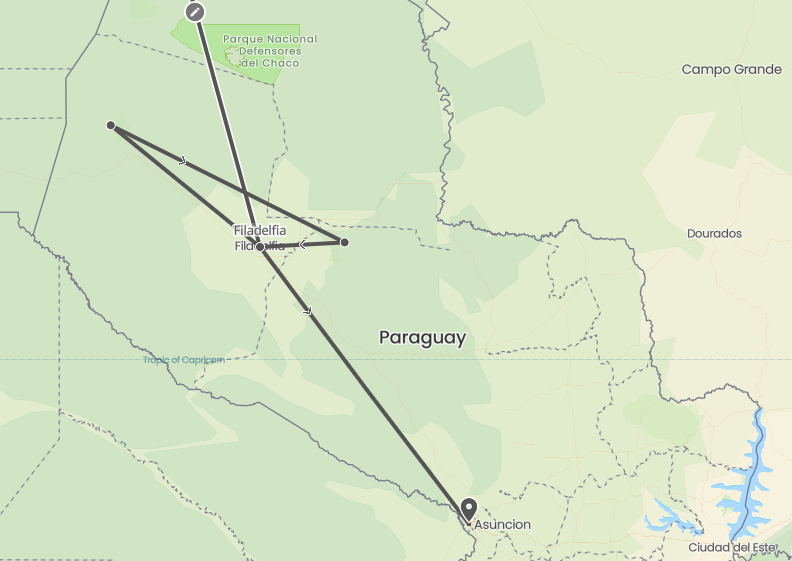 Parque Nacional
Defensores
del Chaco
Campo Grande
Filadelfia
Filadelfia
Dourados
Paraguay
Tropic of Capricorn
Asuncion
Ciudad del Este